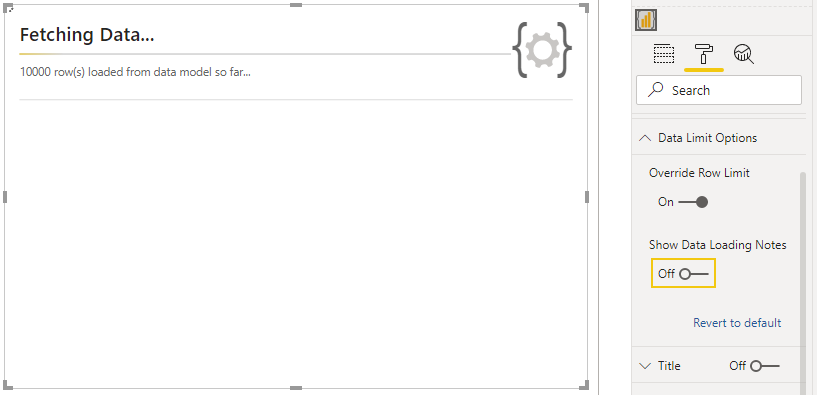 Fetching Data...
10000 row(s) loaded from data model so far...
Search
Data Limit Options
Override Row Limit
On
Show Data Loading Notes
Off
Revert to default
Title Off